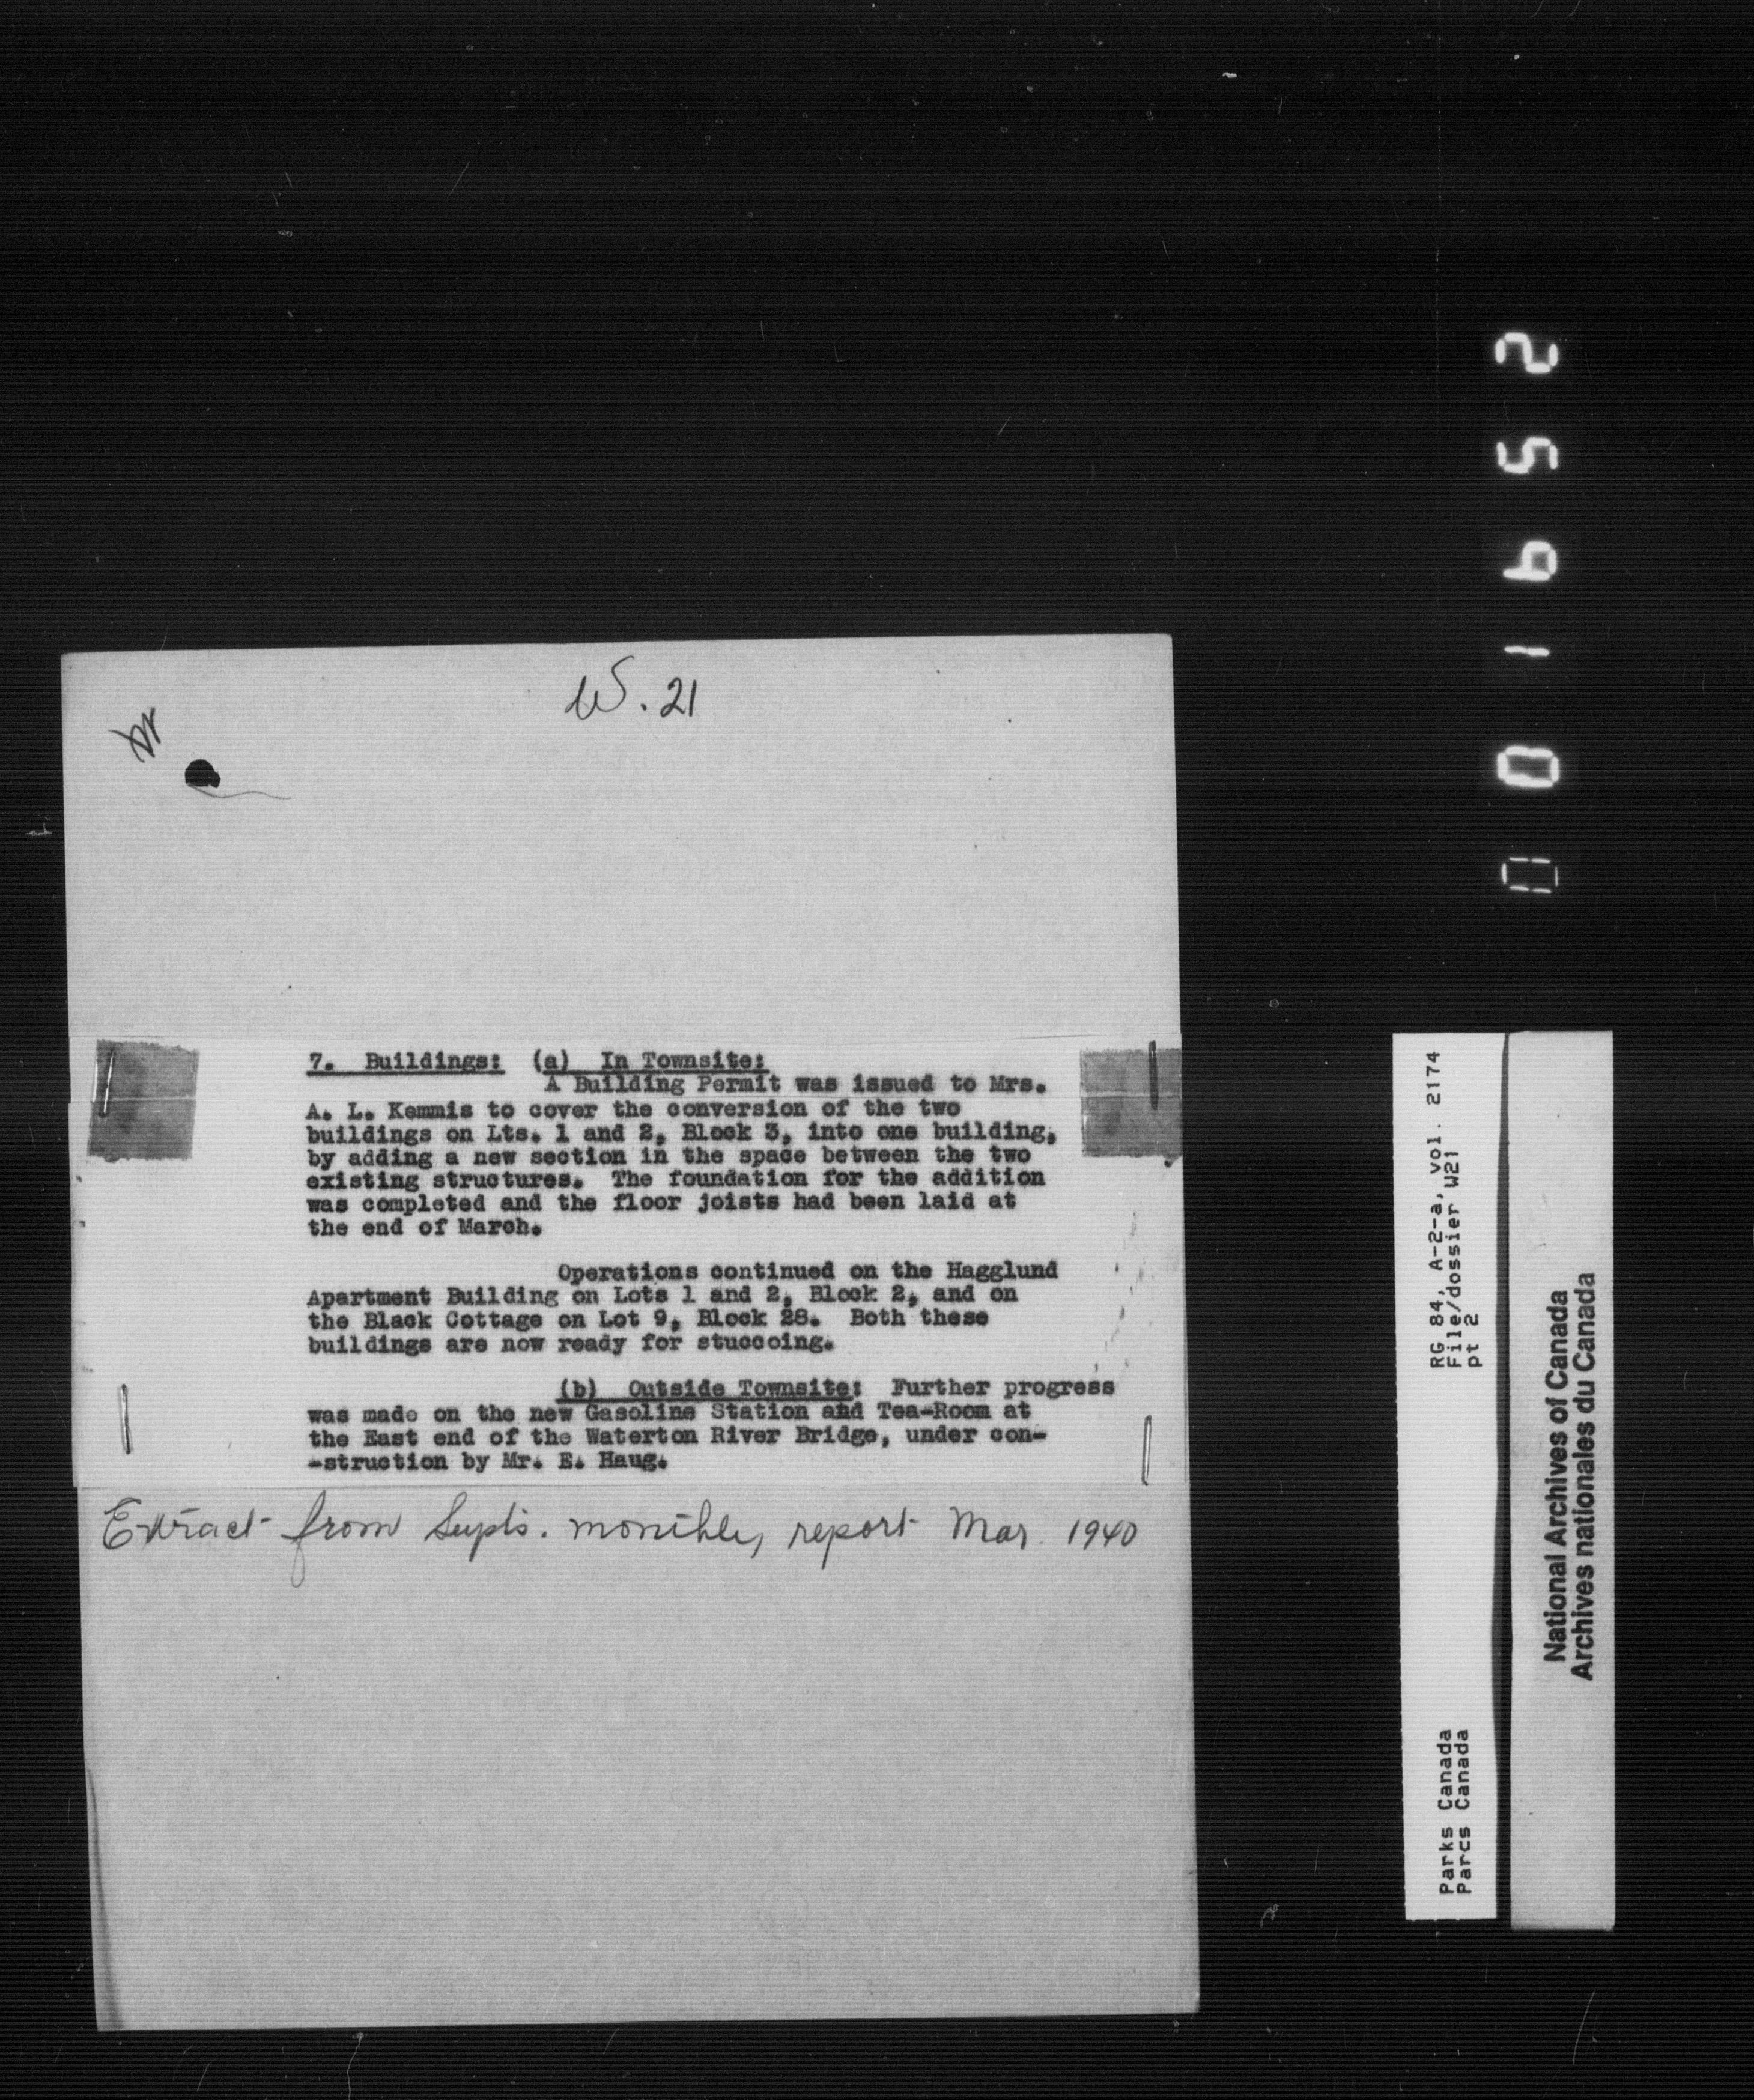 W. 21
7. Buildings: (a) In Townsite:
A Building Permit was issued to Mrs.
A. L. Kemmis to cover the conversion of the two
buildings on Lts. 1 and 2, Block 3, into one building,
by adding a new section in the space between the two
existing structures. The foundation for the addition
was completed and the floor joists had been laid at
the end of March.
Operations continued on the Hagglund
Apartment Building on Lots 1 and 2, Block 2, and on
the Black Cottage on Lot 9, Block 28. Both these
buildings are now ready for stuccoing.
(b) Outside Townsite: Further progress
was made on the new Gasoline Station and Tea-Room at
the East end of the Waterton River Bridge, under con-
-struction by Mr. E. Haug.
Extract from Supts. monthly report Mar. 1940
001652
RG 84, A-2-a, vol. 2174
File/dossier W21
pt 2
Parks Canada
Parcs Canada
National Archives of Canada
Archives nationales du Canada